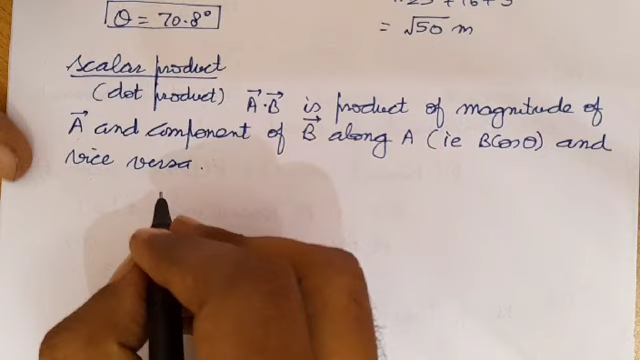 θ = 70.8°
= √50 m
Scalar product
(dot product) A⃗·B⃗ is product of magnitude of
A⃗ and component of B⃗ along A (ie Bcosθ) and
vice versa.